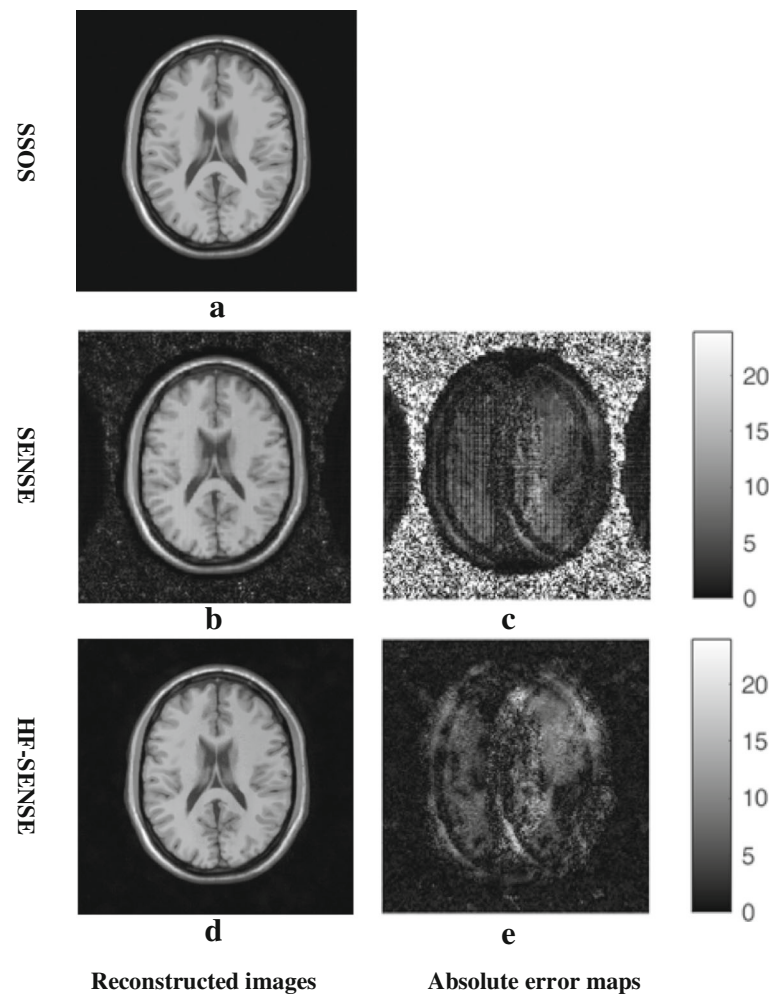 SSOS
a
SENSE
b
c
20
15
10
5
0
HF-SENSE
d
e
20
15
10
5
0
Reconstructed images
Absolute error maps